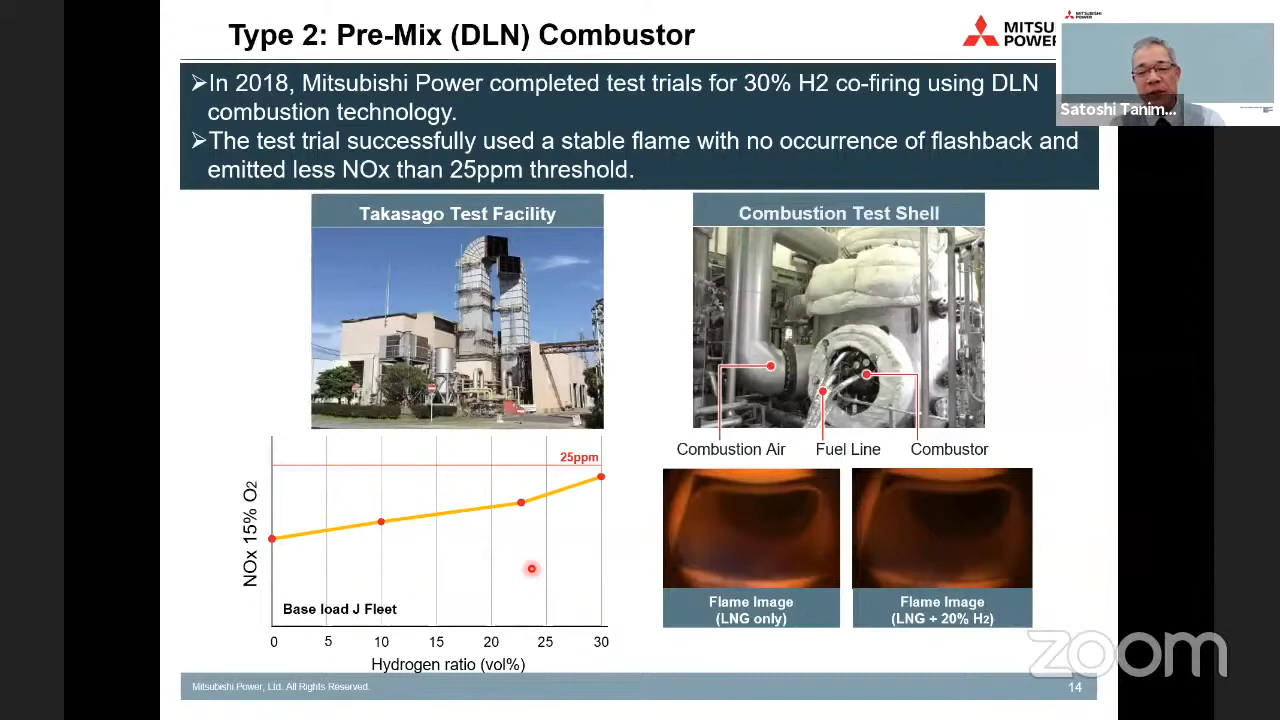 Type 2: Pre-Mix (DLN) Combustor
MITSU
POWER
MITSUBISHI
POWER
Satoshi Tanim...
➢In 2018, Mitsubishi Power completed test trials for 30% H2 co-firing using DLN
combustion technology.
➢The test trial successfully used a stable flame with no occurrence of flashback and
emitted less NOx than 25ppm threshold.
Takasago Test Facility
Combustion Test Shell
Combustion Air
Fuel Line
Combustor
25ppm
NOx 15% O2
Base load J Fleet
0 5 10 15 20 25 30
Hydrogen ratio (vol%)
Flame Image
(LNG only)
Flame Image
(LNG + 20% H2)
zoom
Mitsubishi Power, Ltd. All Rights Reserved.
14